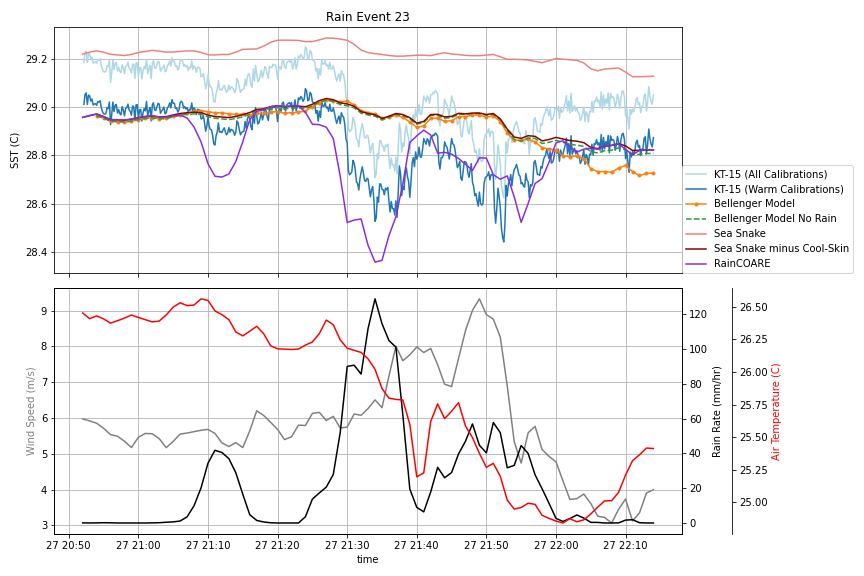 Rain Event 23
SST (C)
29.2
29.0
28.8
28.6
28.4
KT-15 (All Calibrations)
KT-15 (Warm Calibrations)
Bellenger Model
Bellenger Model No Rain
Sea Snake
Sea Snake minus Cool-Skin
RainCOARE
Wind Speed (m/s)
9
8
7
6
5
4
3
120
100
80
60
40
20
0
Rain Rate (mm/hr)
26.50
26.25
26.00
25.75
25.50
25.25
25.00
Air Temperature (C)
27 20:50 27 21:00 27 21:10 27 21:20 27 21:30 27 21:40 27 21:50 27 22:00 27 22:10
time